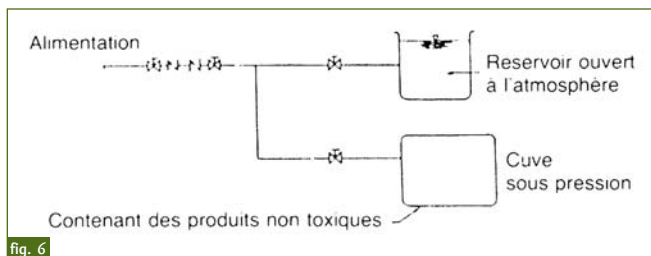 Alimentation
Reservoir ouvert
à l'atmosphère
Cuve
sous pression
Contenant des produits non toxiques
fig. 6